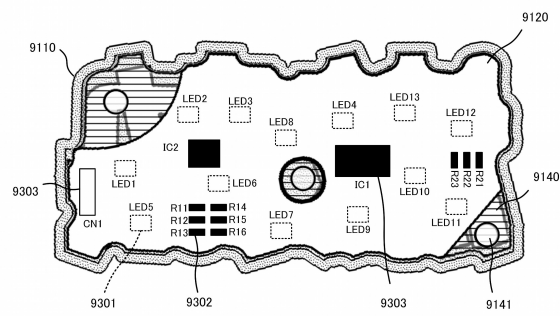 9110
9120
LED2
LED3
LED4
LED13
LED8
LED12
IC2
9303
LED1
LED6
IC1
LED10
R23
R22
R21
9140
CN1
LED5
R11
R14
R12
R15
R13
R16
LED7
LED9
LED11
9301
9302
9303
9141